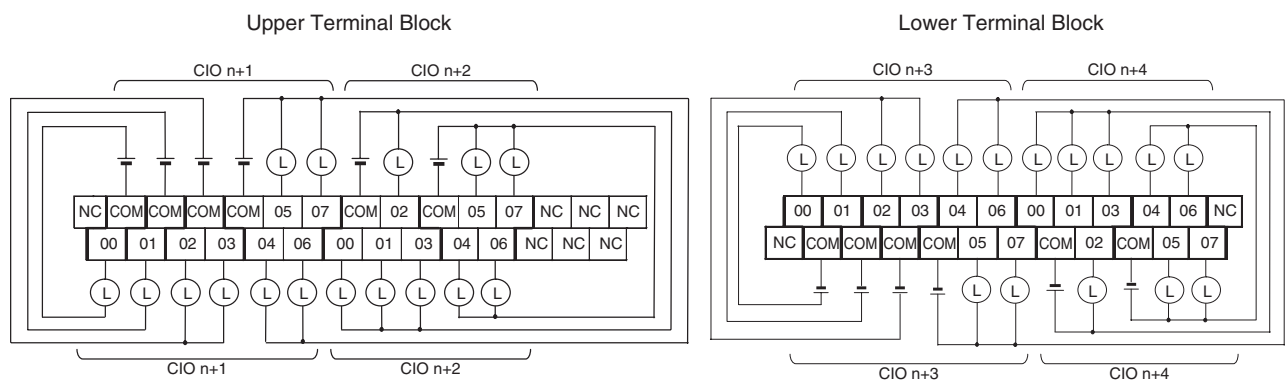 Upper Terminal Block
CIO n+1 CIO n+2
L L L L L
NC COM COM COM COM 05 07 COM 02 COM 05 07 NC NC NC
00 01 02 03 04 06 00 01 03 04 06 NC NC NC
L L L L L L L L L L L
CIO n+1 CIO n+2
Lower Terminal Block
CIO n+3 CIO n+4
L L L L L L L L L L L
00 01 02 03 04 06 00 01 03 04 06 NC
NC COM COM COM COM 05 07 COM 02 COM 05 07
L L L L L
CIO n+3 CIO n+4